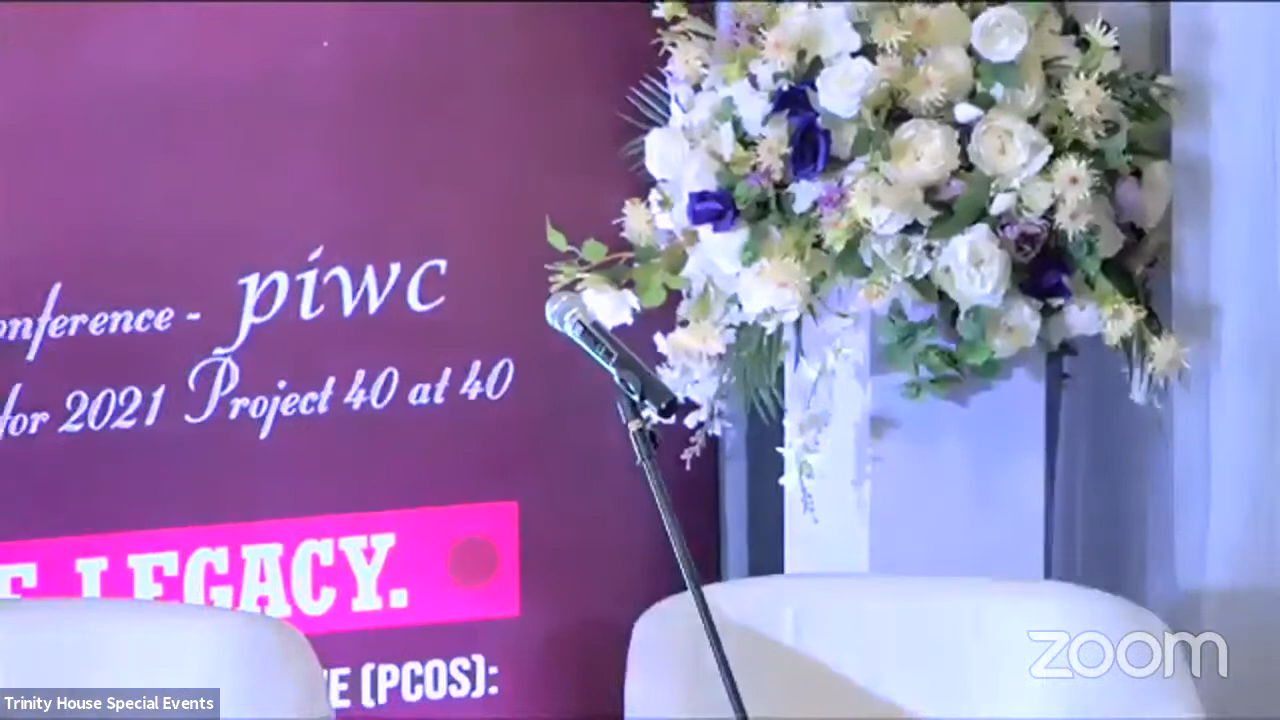 onference - piwc
for 2021 Project 40 at 40
LEGACY.
E (PCOS):
zoom
Trinity House Special Events